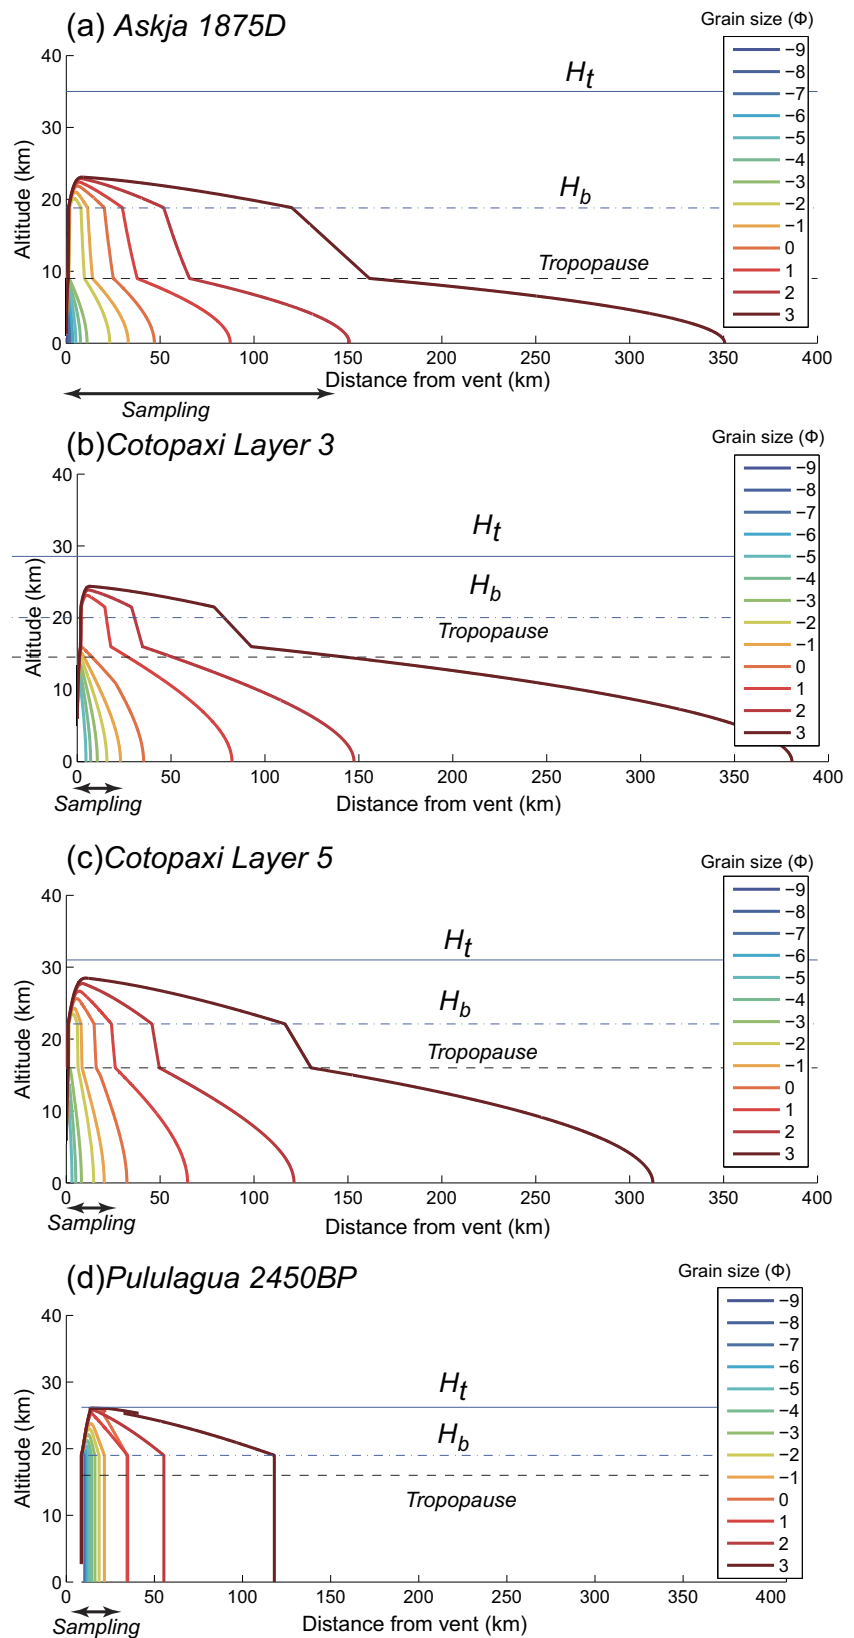 (a) Askja 1875D
Grain size (Φ)
40
30
20
10
0
Altitude (km)
Ht
Hb
Tropopause
−9
−8
−7
−6
−5
−4
−3
−2
−1
0
1
2
3
0 50 100 150 200 250 300 350 400
Distance from vent (km)
Sampling
(b)Cotopaxi Layer 3
Grain size (Φ)
40
30
20
10
0
Altitude (km)
Ht
Hb
Tropopause
−9
−8
−7
−6
−5
−4
−3
−2
−1
0
1
2
3
0 50 100 150 200 250 300 350 400
Sampling
Distance from vent (km)
(c)Cotopaxi Layer 5
Grain size (Φ)
40
30
20
10
0
Altitude (km)
Ht
Hb
Tropopause
−9
−8
−7
−6
−5
−4
−3
−2
−1
0
1
2
3
0 50 100 150 200 250 300 350 400
Sampling
Distance from vent (km)
(d)Pululagua 2450BP
Grain size (Φ)
40
30
20
10
0
Altitude (km)
Ht
Hb
Tropopause
−9
−8
−7
−6
−5
−4
−3
−2
−1
0
1
2
3
0 50 100 150 200 250 300 350 400
Sampling
Distance from vent (km)